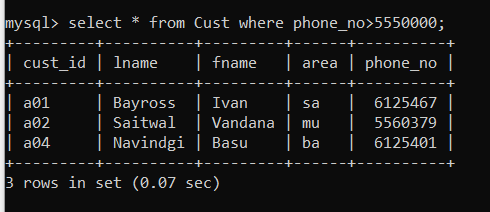 mysql> select * from Cust where phone_no>5550000;
+---------+----------+---------+------+----------+
| cust_id | lname    | fname   | area | phone_no |
+---------+----------+---------+------+----------+
| a01     | Bayross  | Ivan    | sa   |  6125467 |
| a02     | Saitwal  | Vandana | mu   |  5560379 |
| a04     | Navindgi | Basu    | ba   |  6125401 |
+---------+----------+---------+------+----------+
3 rows in set (0.07 sec)